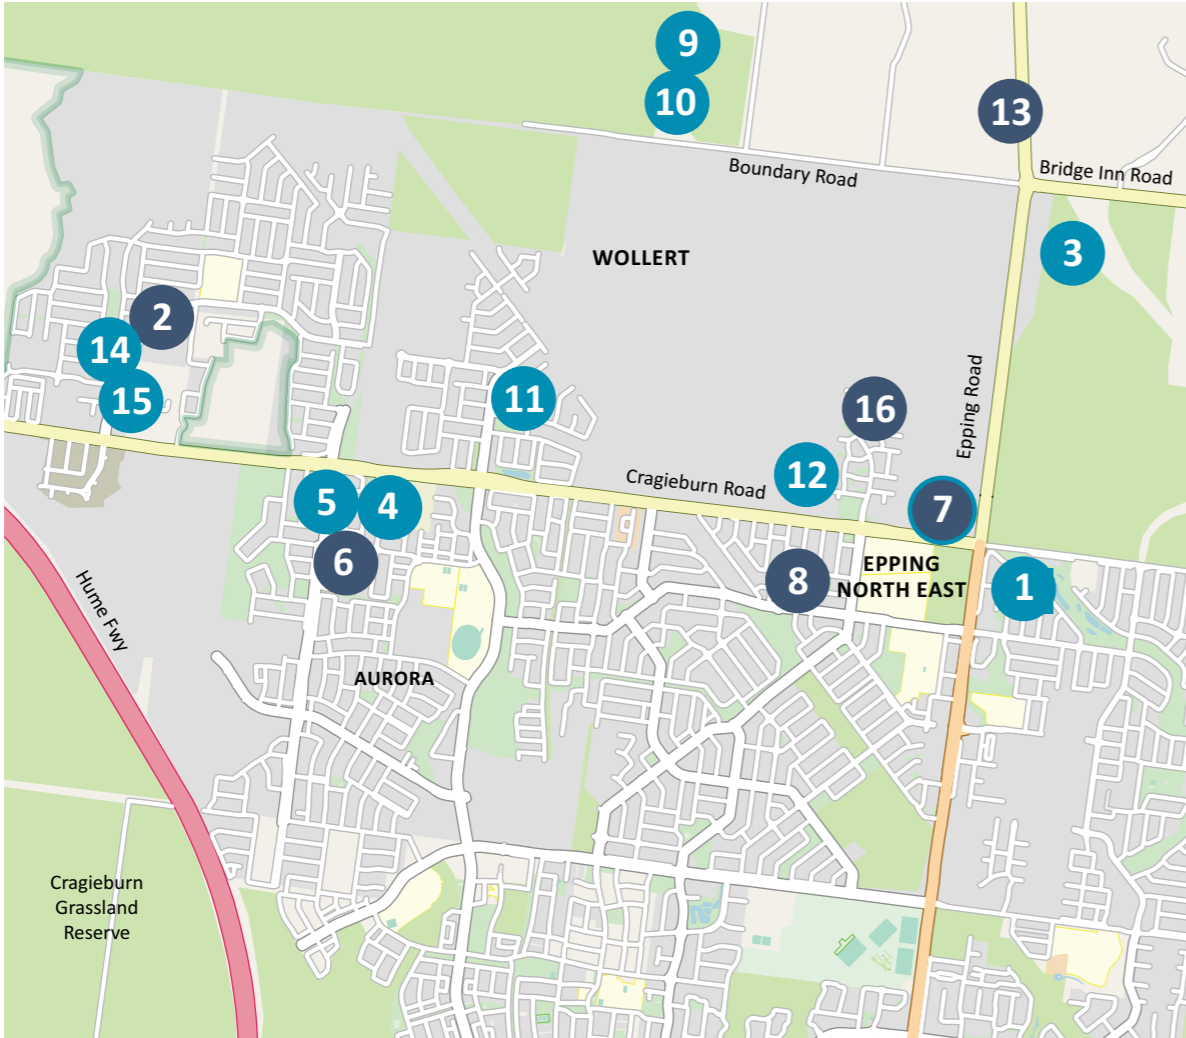 9
10
13
Boundary Road
Bridge Inn Road
WOLLERT
3
2
14
15
11
16
Epping Road
12
Cragieburn Road
5
4
7
6
8
EPPING
NORTH EAST
1
Hume Fwy
AURORA
Cragieburn
Grassland
Reserve